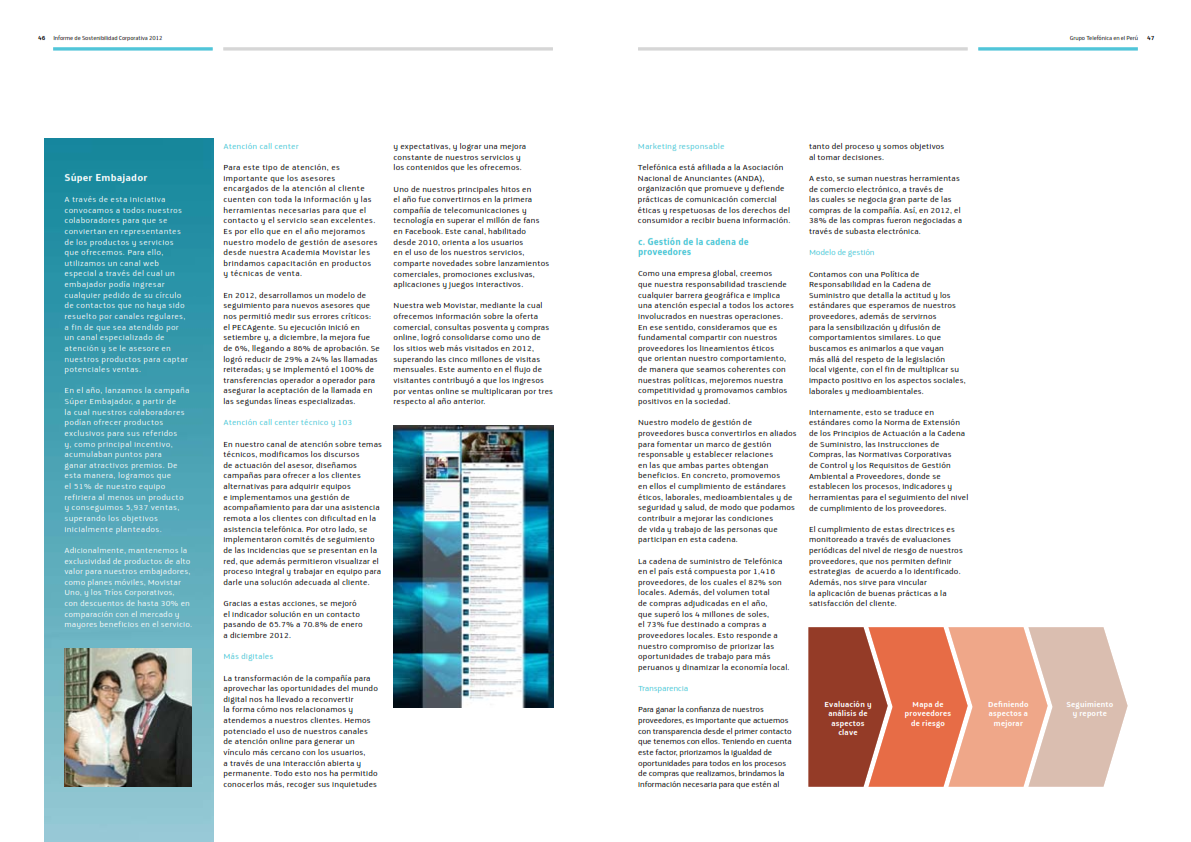 46 Informe de Sostenibilidad Corporativa 2012
Súper Embajador
A través de esta iniciativa
convocamos a todos nuestros
colaboradores para que se
conviertan en representantes
de los productos y servicios
que ofrecemos. Para ello,
utilizamos un canal web
especial a través del cual un
embajador podía ingresar
cualquier pedido de su círculo
de contactos que no haya sido
resuelto por canales regulares,
a fin de que sea atendido por
un canal especializado de
atención y se le asesore en
nuestros productos para captar
potenciales ventas.
En el año, lanzamos la campaña
Súper Embajador, a partir de
la cual nuestros colaboradores
podían ofrecer productos
exclusivos para sus referidos
y, como principal incentivo,
acumulaban puntos para
ganar atractivos premios. De
esta manera, logramos que
el 51% de nuestro equipo
refiriera al menos un producto
y conseguimos 5,937 ventas,
superando los objetivos
inicialmente planteados.
Adicionalmente, mantenemos la
exclusividad de productos de alto
valor para nuestros embajadores,
como planes móviles, Movistar
Uno, y los Tríos Corporativos,
con descuentos de hasta 30% en
comparación con el mercado y
mayores beneficios en el servicio.
Atención call center
Para este tipo de atención, es
importante que los asesores
encargados de la atención al cliente
cuenten con toda la información y las
herramientas necesarias para que el
contacto y el servicio sean excelentes.
Es por ello que en el año mejoramos
nuestro modelo de gestión de asesores
desde nuestra Academia Movistar les
brindamos capacitación en productos
y técnicas de venta.
En 2012, desarrollamos un modelo de
seguimiento para nuevos asesores que
nos permitió medir sus errores críticos:
el PECAgente. Su ejecución inició en
setiembre y, a diciembre, la mejora fue
de 6%, llegando a 86% de aprobación. Se
logró reducir de 29% a 24% las llamadas
reiteradas; y se implementó el 100% de
transferencias operador a operador para
asegurar la aceptación de la llamada en
las segundas líneas especializadas.
Atención call center técnico y 103
En nuestro canal de atención sobre temas
técnicos, modificamos los discursos
de actuación del asesor, diseñamos
campañas para ofrecer a los clientes
alternativas para adquirir equipos
e implementamos una gestión de
acompañamiento para dar una asistencia
remota a los clientes con dificultad en la
asistencia telefónica. Por otro lado, se
implementaron comités de seguimiento
de las incidencias que se presentan en la
red, que además permitieron visualizar el
proceso integral y trabajar en equipo para
darle una solución adecuada al cliente.
Gracias a estas acciones, se mejoró
el indicador solución en un contacto
pasando de 65.7% a 70.8% de enero
a diciembre 2012.
Más digitales
La transformación de la compañía para
aprovechar las oportunidades del mundo
digital nos ha llevado a reconvertir
la forma cómo nos relacionamos y
atendemos a nuestros clientes. Hemos
potenciado el uso de nuestros canales
de atención online para generar un
vínculo más cercano con los usuarios,
a través de una interacción abierta y
permanente. Todo esto nos ha permitido
conocerlos más, recoger sus inquietudes
y expectativas, y lograr una mejora
constante de nuestros servicios y
los contenidos que les ofrecemos.
Uno de nuestros principales hitos en
el año fue convertirnos en la primera
compañía de telecomunicaciones y
tecnología en superar el millón de fans
en Facebook. Este canal, habilitado
desde 2010, orienta a los usuarios
en el uso de los nuestros servicios,
comparte novedades sobre lanzamientos
comerciales, promociones exclusivas,
aplicaciones y juegos interactivos.
Nuestra web Movistar, mediante la cual
ofrecemos información sobre la oferta
comercial, consultas posventa y compras
online, logró consolidarse como uno de
los sitios web más visitados en 2012,
superando las cinco millones de visitas
mensuales. Este aumento en el flujo de
visitantes contribuyó a que los ingresos
por ventas online se multiplicaran por tres
respecto al año anterior.
Grupo Telefónica en el Perú 47
Marketing responsable
Telefónica está afiliada a la Asociación
Nacional de Anunciantes (ANDA),
organización que promueve y defiende
prácticas de comunicación comercial
éticas y respetuosas de los derechos del
consumidor a recibir buena información.
c. Gestión de la cadena de
proveedores
Como una empresa global, creemos
que nuestra responsabilidad trasciende
cualquier barrera geográfica e implica
una atención especial a todos los actores
involucrados en nuestras operaciones.
En ese sentido, consideramos que es
fundamental compartir con nuestros
proveedores los lineamientos éticos
que orientan nuestro comportamiento,
de manera que seamos coherentes con
nuestras políticas, mejoremos nuestra
competitividad y promovamos cambios
positivos en la sociedad.
Nuestro modelo de gestión de
proveedores busca convertirlos en aliados
para fomentar un marco de gestión
responsable y establecer relaciones
en las que ambas partes obtengan
beneficios. En concreto, promovemos
en ellos el cumplimiento de estándares
éticos, laborales, medioambientales y de
seguridad y salud, de modo que podamos
contribuir a mejorar las condiciones
de vida y trabajo de las personas que
participan en esta cadena.
La cadena de suministro de Telefónica
en el país está compuesta por 1,416
proveedores, de los cuales el 82% son
locales. Además, del volumen total
de compras adjudicadas en el año,
que superó los 4 millones de soles,
el 73% fue destinado a compras a
proveedores locales. Esto responde a
nuestro compromiso de priorizar las
oportunidades de trabajo para más
peruanos y dinamizar la economía local.
Transparencia
Para ganar la confianza de nuestros
proveedores, es importante que actuemos
con transparencia desde el primer contacto
que tenemos con ellos. Teniendo en cuenta
este factor, priorizamos la igualdad de
oportunidades para todos en los procesos
de compras que realizamos, brindamos la
información necesaria para que estén al
tanto del proceso y somos objetivos
al tomar decisiones.
A esto, se suman nuestras herramientas
de comercio electrónico, a través de
las cuales se negocia gran parte de las
compras de la compañía. Así, en 2012, el
38% de las compras fueron negociadas a
través de subasta electrónica.
Modelo de gestión
Contamos con una Política de
Responsabilidad en la Cadena de
Suministro que detalla la actitud y los
estándares que esperamos de nuestros
proveedores, además de servirnos
para la sensibilización y difusión de
comportamientos similares. Lo que
buscamos es animarlos a que vayan
más allá del respeto de la legislación
local vigente, con el fin de multiplicar su
impacto positivo en los aspectos sociales,
laborales y medioambientales.
Internamente, esto se traduce en
estándares como la Norma de Extensión
de los Principios de Actuación a la Cadena
de Suministro, las Instrucciones de
Compras, las Normativas Corporativas
de Control y los Requisitos de Gestión
Ambiental a Proveedores, donde se
establecen los procesos, indicadores y
herramientas para el seguimiento del nivel
de cumplimiento de los proveedores.
El cumplimiento de estas directrices es
monitoreado a través de evaluaciones
periódicas del nivel de riesgo de nuestros
proveedores, que nos permiten definir
estrategias de acuerdo a lo identificado.
Además, nos sirve para vincular
la aplicación de buenas prácticas a la
satisfacción del cliente.
Evaluación y
análisis de
aspectos
clave
Mapa de
proveedores
de riesgo
Definiendo
aspectos a
mejorar
Seguimiento
y reporte